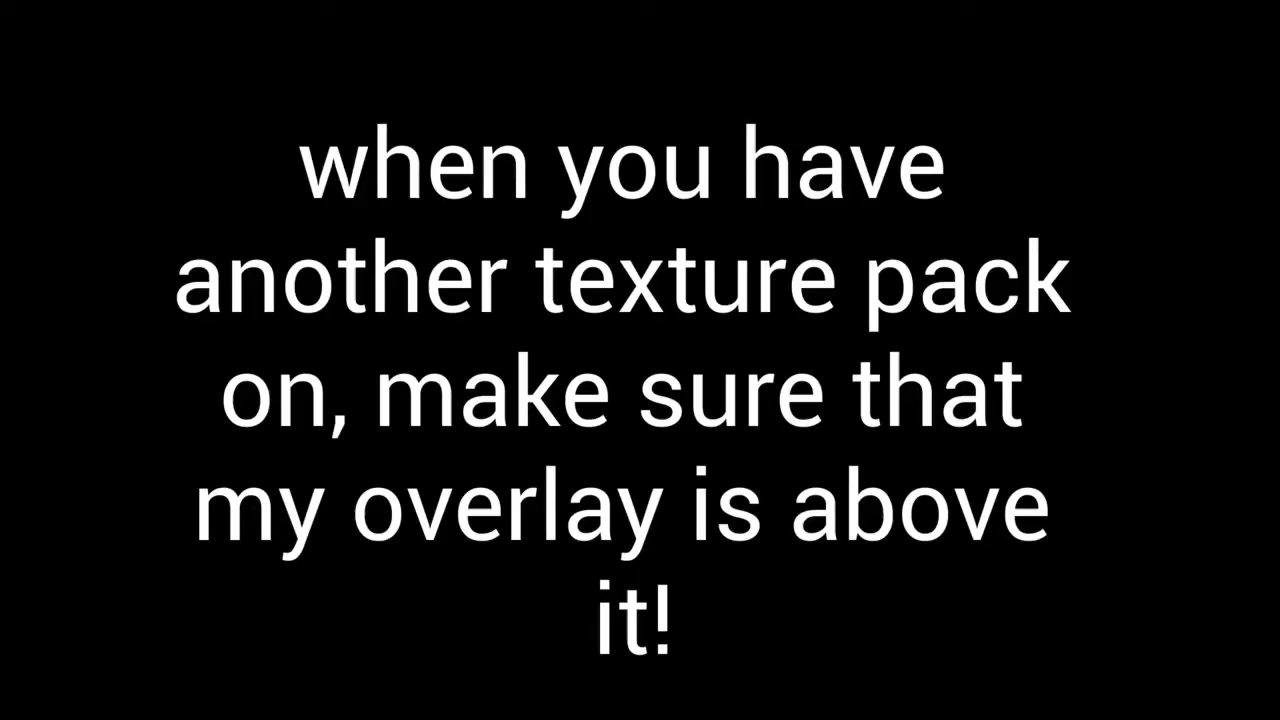 when you have
another texture pack
on, make sure that
my overlay is above
it!